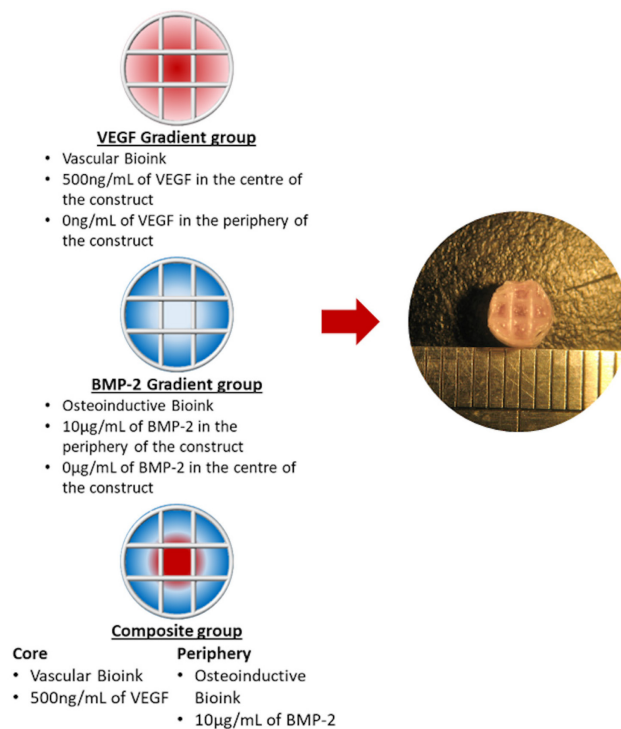 VEGF Gradient group
• Vascular Bioink
• 500ng/mL of VEGF in the centre of
the construct
• 0ng/mL of VEGF in the periphery of
the construct
BMP-2 Gradient group
• Osteoinductive Bioink
• 10µg/mL of BMP-2 in the
periphery of the construct
• 0µg/mL of BMP-2 in the centre of
the construct
Composite group
Core
• Vascular Bioink
• 500ng/mL of VEGF
Periphery
• Osteoinductive
Bioink
• 10µg/mL of BMP-2